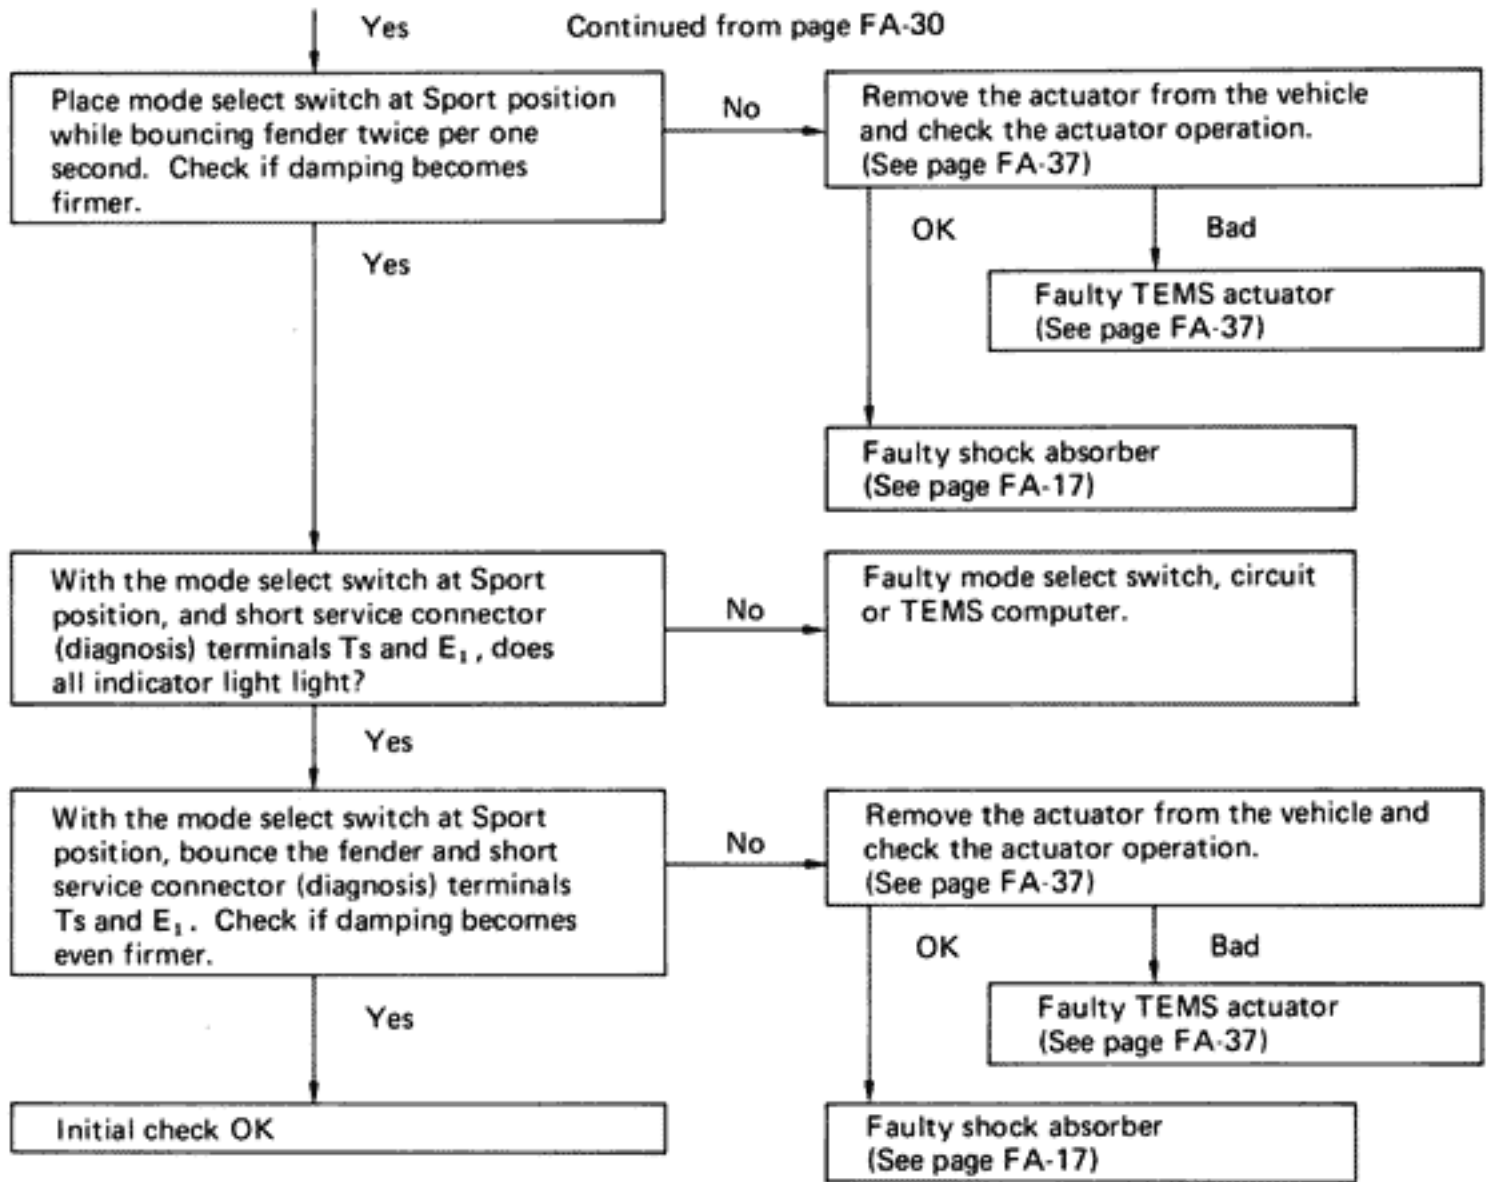 Yes
Continued from page FA-30
Place mode select switch at Sport position
while bouncing fender twice per one
second. Check if damping becomes
firmer.
No
Remove the actuator from the vehicle
and check the actuator operation.
(See page FA-37)
OK
Bad
Yes
Faulty TEMS actuator
(See page FA-37)
Faulty shock absorber
(See page FA-17)
With the mode select switch at Sport
position, and short service connector
(diagnosis) terminals Ts and E₁, does
all indicator light light?
No
Faulty mode select switch, circuit
or TEMS computer.
Yes
With the mode select switch at Sport
position, bounce the fender and short
service connector (diagnosis) terminals
Ts and E₁. Check if damping becomes
even firmer.
No
Remove the actuator from the vehicle and
check the actuator operation.
(See page FA-37)
OK
Bad
Yes
Faulty TEMS actuator
(See page FA-37)
Initial check OK
Faulty shock absorber
(See page FA-17)